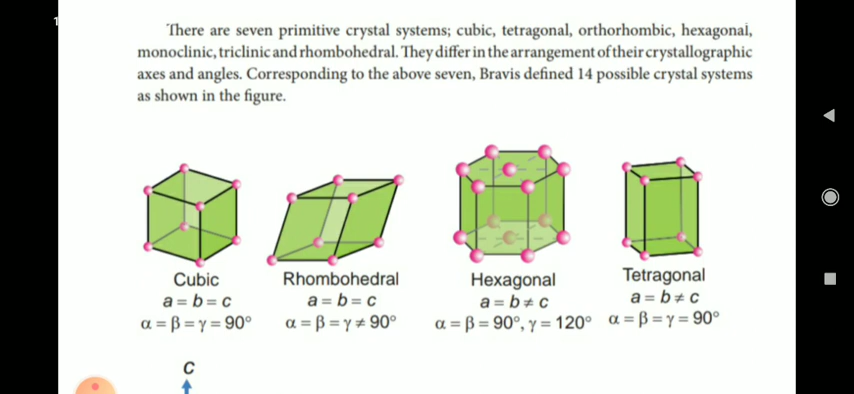 1
There are seven primitive crystal systems; cubic, tetragonal, orthorhombic, hexagonal,
monoclinic, triclinic and rhombohedral. They differ in the arrangement of their crystallographic
axes and angles. Corresponding to the above seven, Bravis defined 14 possible crystal systems
as shown in the figure.
Cubic
a = b = c
α = β = γ = 90°
Rhombohedral
a = b = c
α = β = γ ≠ 90°
Hexagonal
a = b ≠ c
α = β = 90°, γ = 120°
Tetragonal
a = b ≠ c
α = β = γ = 90°
C